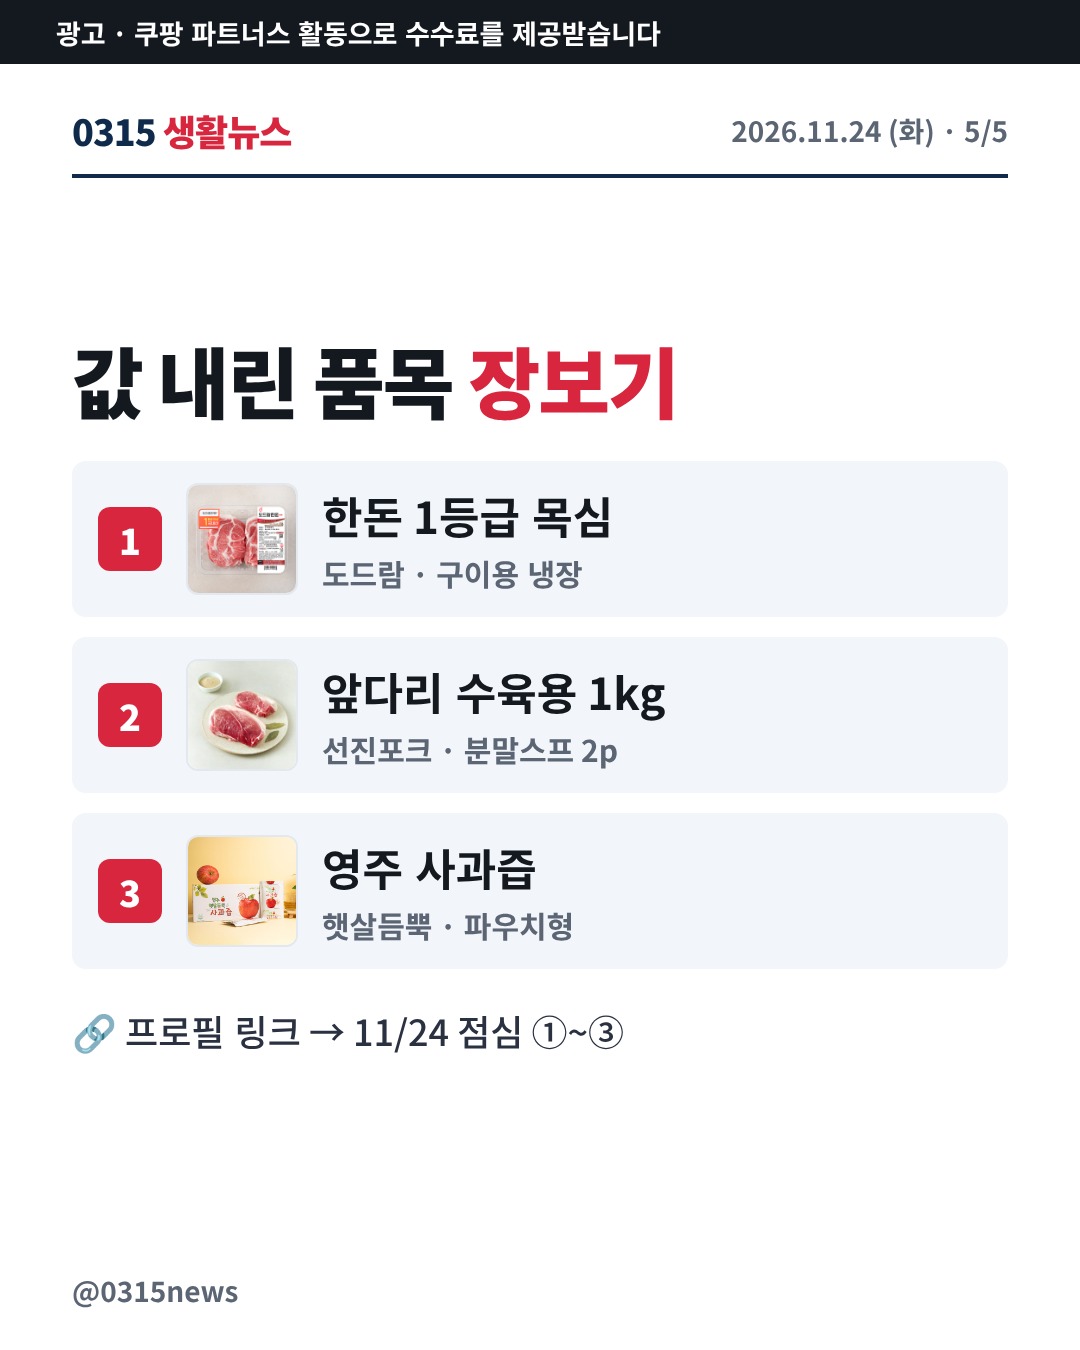 광고 · 쿠팡 파트너스 활동으로 수수료를 제공받습니다
0315 생활뉴스
2026.11.24 (화) · 5/5
값 내린 품목 장보기
1
한돈 1등급 목심
도드람 · 구이용 냉장
2
앞다리 수육용 1kg
선진포크 · 분말스프 2p
3
사과즙
영주 사과즙
햇살듬뿍 · 파우치형
🔗 프로필 링크 → 11/24 점심 ①~③
@0315news